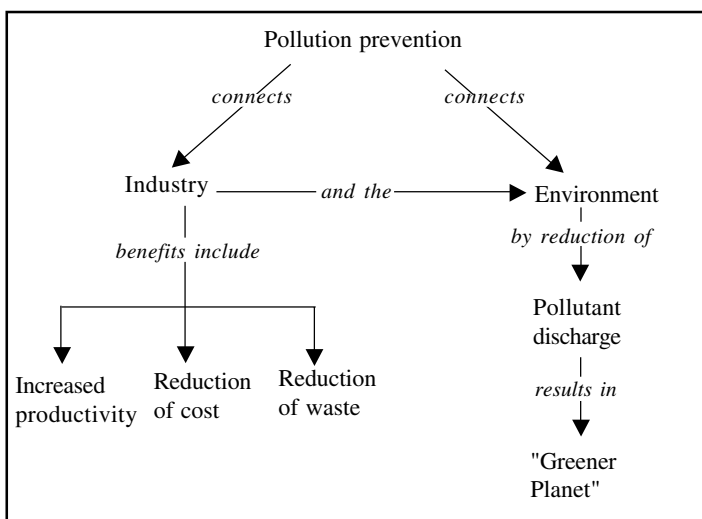 Pollution prevention
connects
connects
Industry
and the
Environment
benefits include
by reduction of
Increased
productivity
Reduction
of cost
Reduction
of waste
Pollutant
discharge
results in
"Greener
Planet"